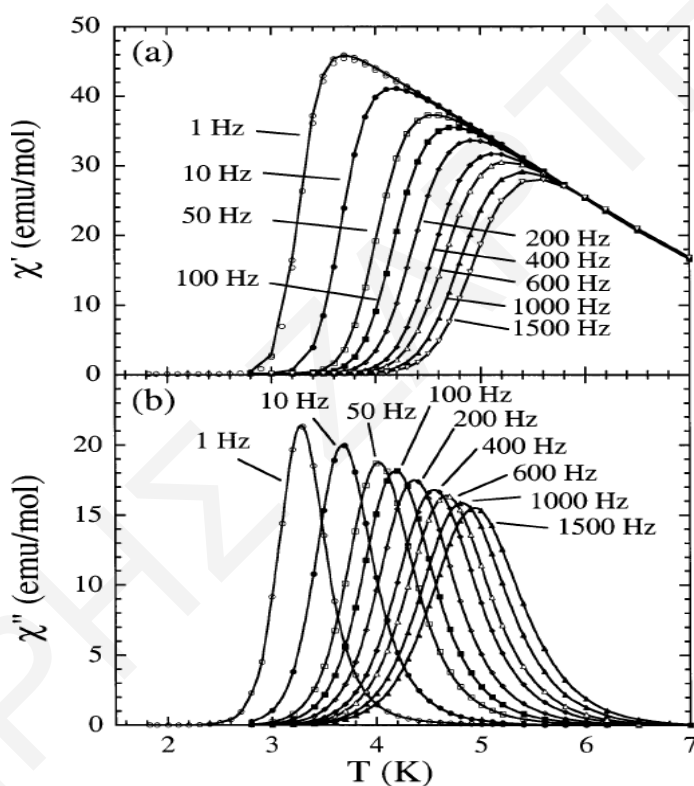 (a)
50
40
30
20
10
0
χ' (emu/mol)
1 Hz
10 Hz
50 Hz
100 Hz
200 Hz
400 Hz
600 Hz
1000 Hz
1500 Hz
(b)
20
15
10
5
0
χ" (emu/mol)
1 Hz
10 Hz
50 Hz
100 Hz
200 Hz
400 Hz
600 Hz
1000 Hz
1500 Hz
2 3 4 5 6 7
T (K)
ΡΗΣ ΖΑΡΤΗ